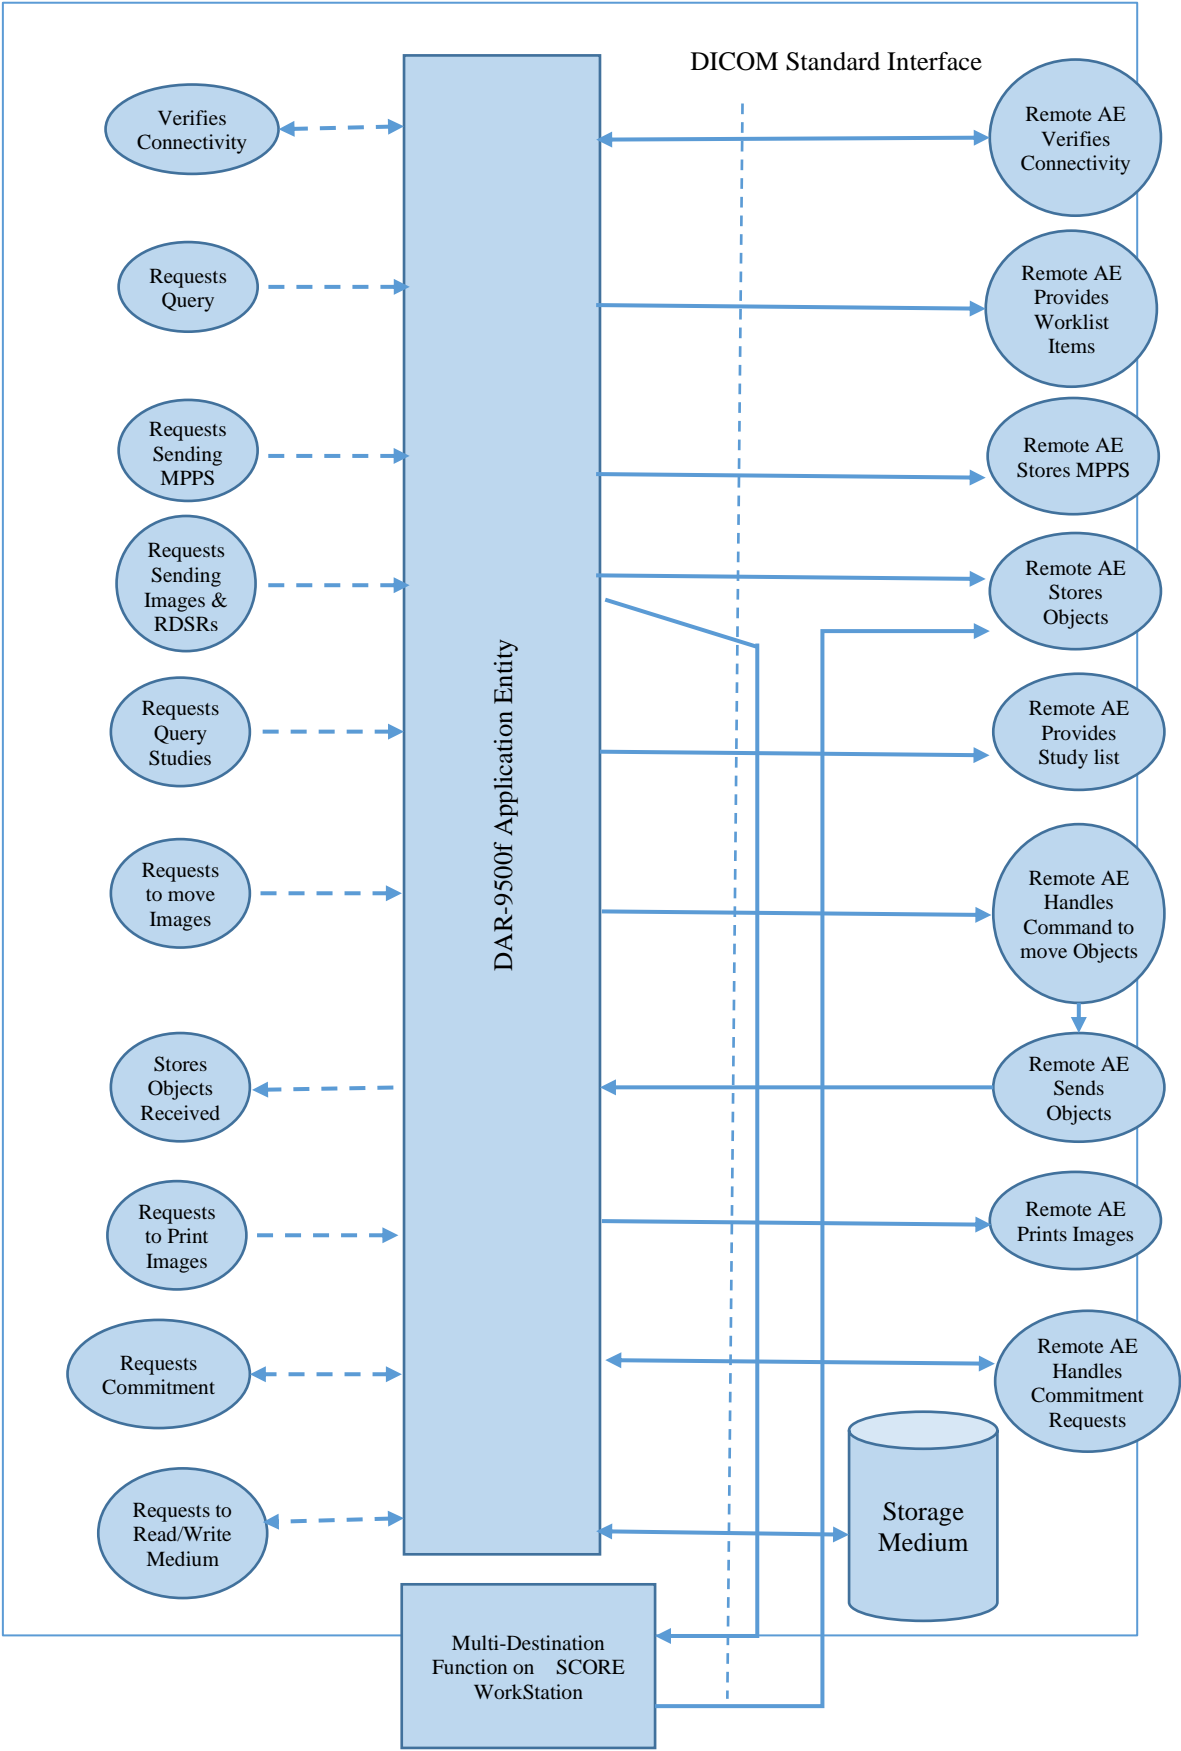 DICOM Standard Interface
Verifies
Connectivity
Remote AE
Verifies
Connectivity
Requests
Query
Remote AE
Provides
Worklist
Items
Requests
Sending
MPPS
Remote AE
Stores MPPS
Requests
Sending
Images &
RDSRs
Remote AE
Stores
Objects
DAR-9500f Application Entity
Requests
Query
Studies
Remote AE
Provides
Study list
Requests
to move
Images
Remote AE
Handles
Command to
move Objects
Stores
Objects
Received
Remote AE
Sends
Objects
Requests
to Print
Images
Remote AE
Prints Images
Requests
Commitment
Remote AE
Handles
Commitment
Requests
Requests to
Read/Write
Medium
Storage
Medium
Multi-Destination
Function on SCORE
WorkStation